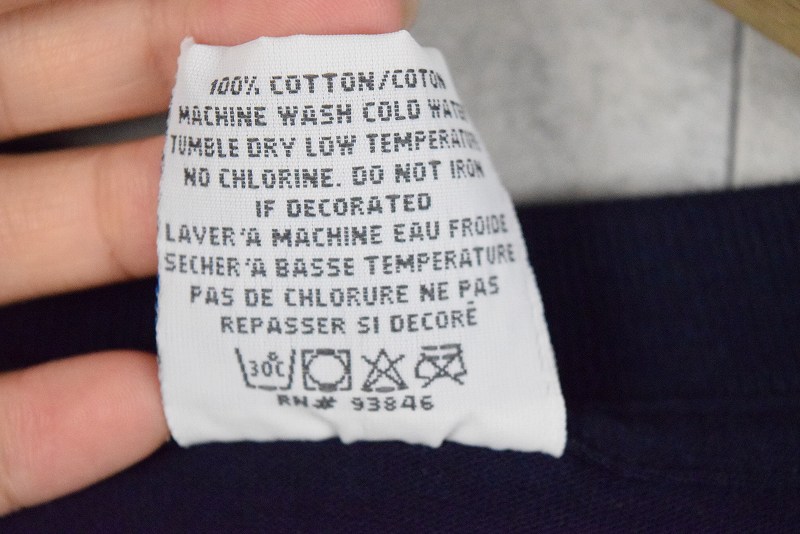 100% COTTON/COTON
MACHINE WASH COLD WATE
TUMBLE DRY LOW TEMPERATURE
NO CHLORINE. DO NOT IRON
IF DECORATED
LAVER'A MACHINE EAU FROIDE
SECHER'A BASSE TEMPERATURE
PAS DE CHLORURE NE PAS
REPASSER SI DECORÉ
30°C
RN# 93846